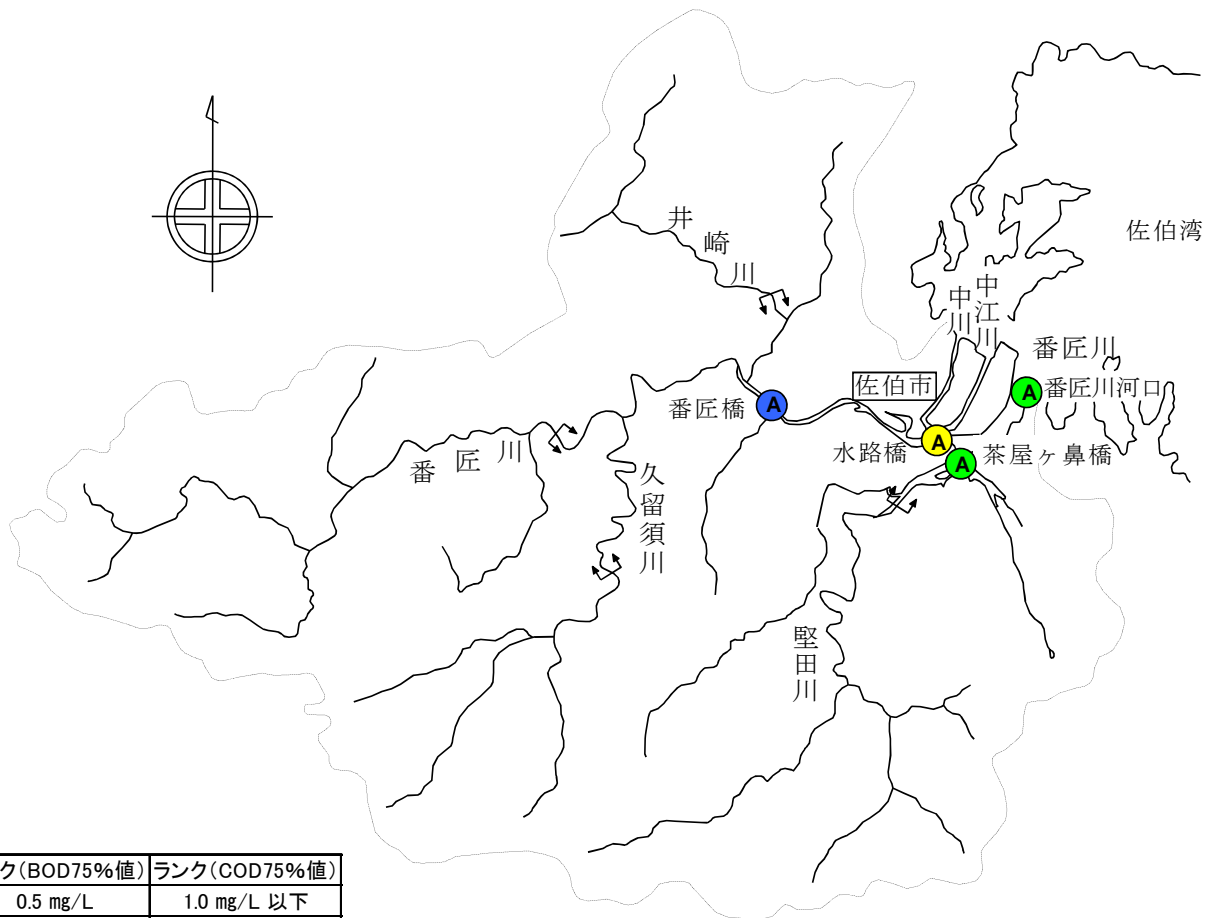 井崎川
佐伯湾
中川
中江川
番匠川
佐伯市
番匠川河口
番匠橋
A
A
A
水路橋
A
茶屋ヶ鼻橋
番匠川
久留須川
堅田川
ク(BOD75%値) ランク(COD75%値)
0.5 mg/L 1.0 mg/L 以下